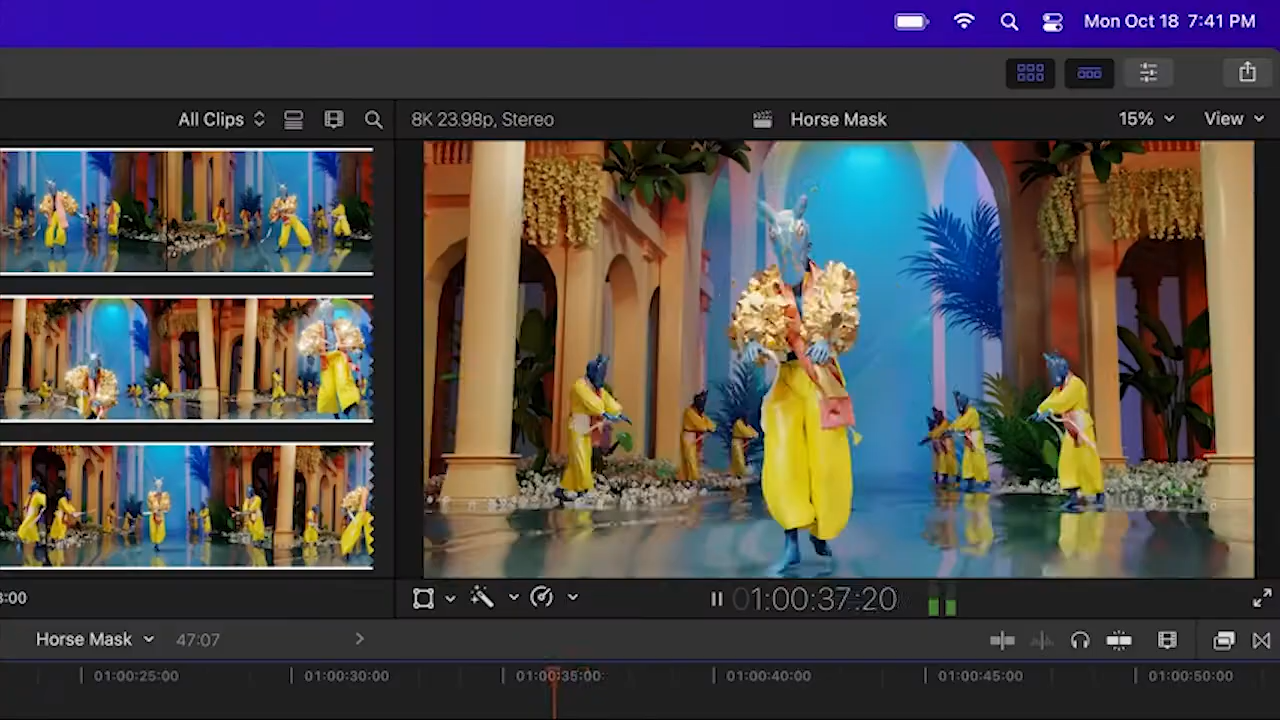 Mon Oct 18 7:41 PM
All Clips
8K 23.98p, Stereo
Horse Mask
15%
View
:00
01:00:37:20
Horse Mask
47:07
01:00:25:00
01:00:30:00
01:00:35:00
01:00:40:00
01:00:45:00
01:00:50:00